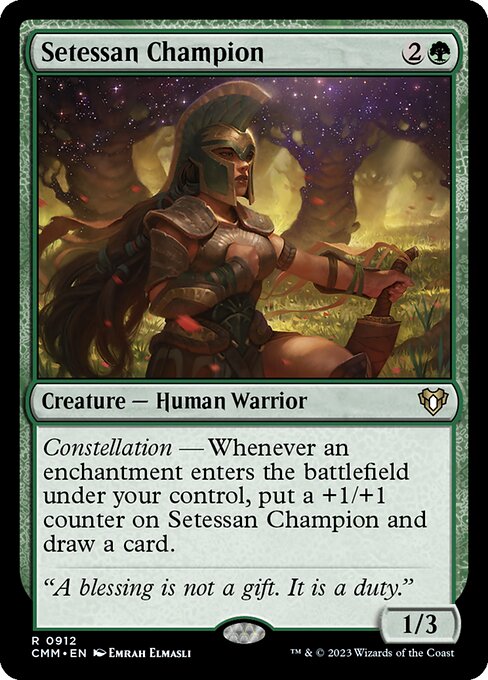 Setessan Champion 2
Creature — Human Warrior
Constellation — Whenever an
enchantment enters the battlefield
under your control, put a +1/+1
counter on Setessan Champion and
draw a card.
“A blessing is not a gift. It is a duty.”
1/3
R 0912
CMM • EN Emrah Elmasli
™ & © 2023 Wizards of the Coast